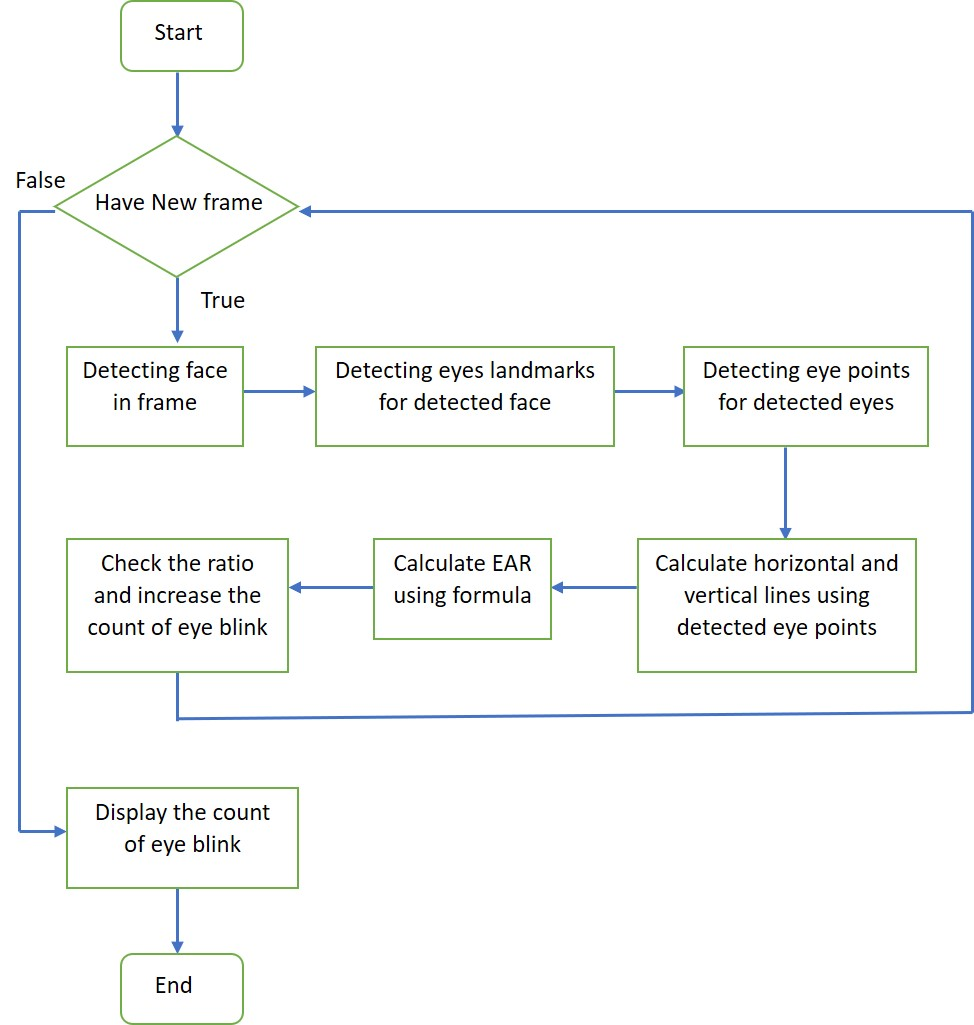 Start
False
Have New frame
True
Detecting face
in frame
Detecting eyes landmarks
for detected face
Detecting eye points
for detected eyes
Calculate horizontal and
vertical lines using
detected eye points
Calculate EAR
using formula
Check the ratio
and increase the
count of eye blink
Display the count
of eye blink
End